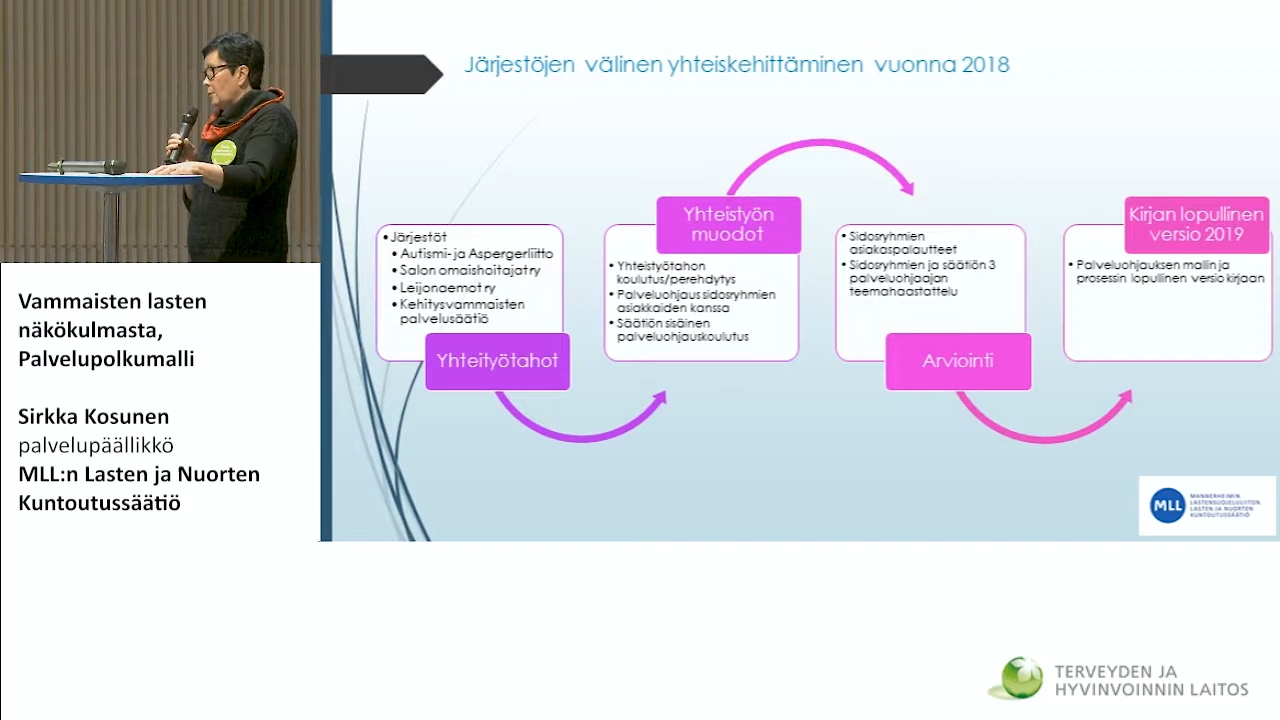 Järjestöjen välinen yhteiskehittäminen vuonna 2018
• Järjestöt
• Autismi- ja Aspergerliitto
• Salon omaishoitajat ry
• Leijonaemot ry
• Kehitysvammaisten
palvelusäätiö
Yhteityötahot
Yhteistyön
muodot
• Yhteistyötahon
koulutus/perehdytys
• Palveluohjaus sidosryhmien
asiakkaiden kanssa
• Säätiön sisäinen
palveluohjauskoulutus
• Sidosryhmien
asiakaspalautteet
• Sidosryhmien ja säätiön 3
palveluohjaajan
teemahaastattelu
Arviointi
Kirjan lopullinen
versio 2019
• Palveluohjauksen mallin ja
prosessin lopullinen versio kirjaan
MLL
MANNERHEIMIN
LASTENSUOJELULIITON
LASTEN JA NUORTEN
KUNTOUTUSSÄÄTIÖ
Vammaisten lasten
näkökulmasta,
Palvelupolkumalli
Sirkka Kosunen
palvelupäällikkö
MLL:n Lasten ja Nuorten
Kuntoutussäätiö
TERVEYDEN JA
HYVINVOINNIN LAITOS